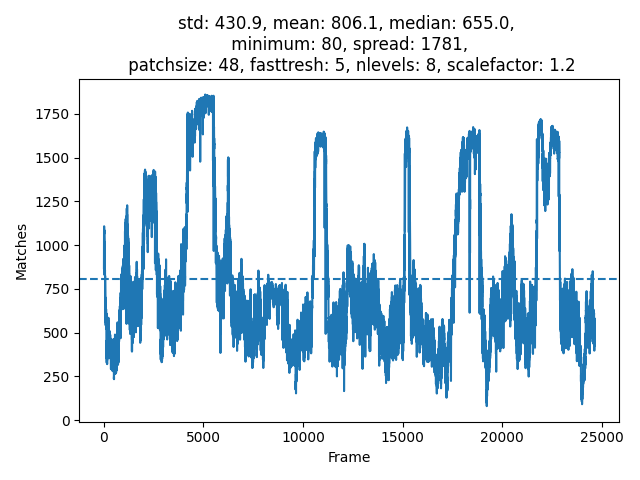 std: 430.9, mean: 806.1, median: 655.0,
minimum: 80, spread: 1781,
patchsize: 48, fasttresh: 5, nlevels: 8, scalefactor: 1.2
1750
1500
1250
1000
750
500
250
0
Matches
0 5000 10000 15000 20000 25000
Frame